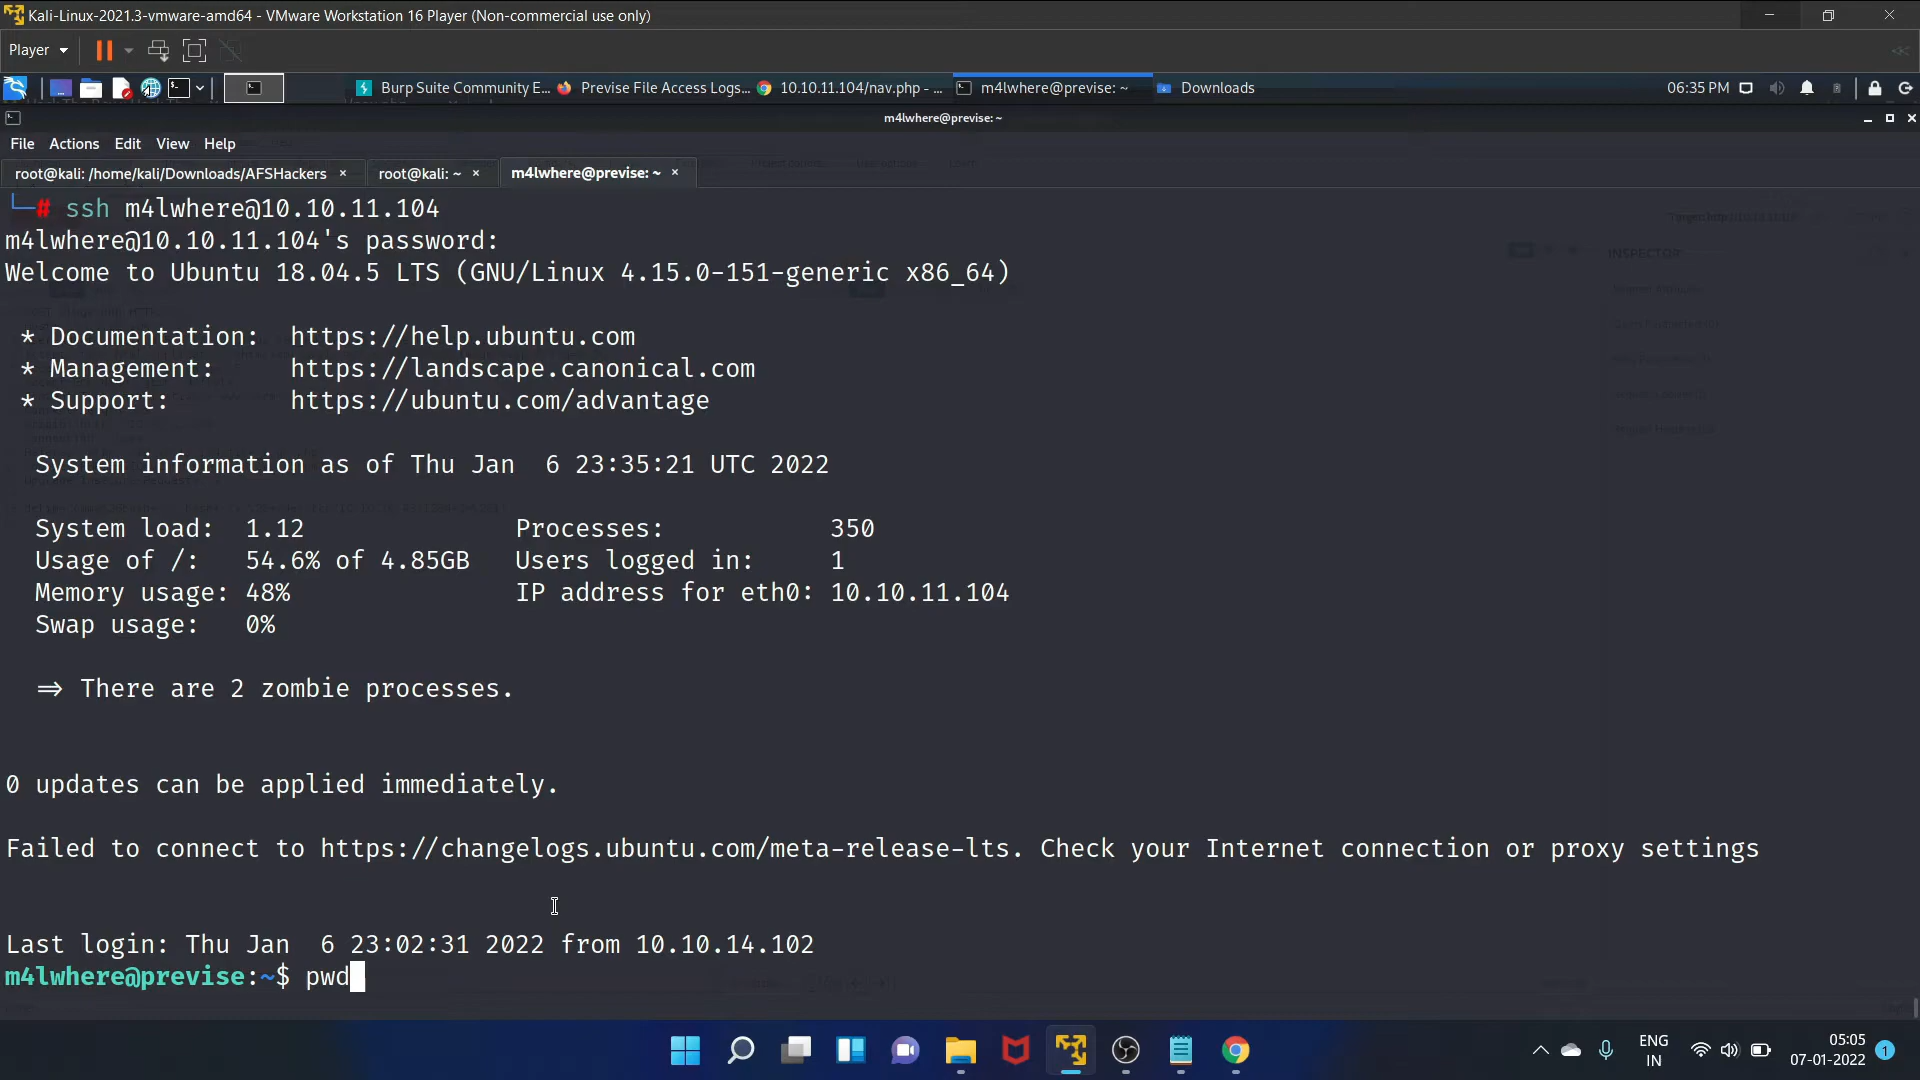 Kali-Linux-2021.3-vmware-amd64 - VMware Workstation 16 Player (Non-commercial use only)
Player
Burp Suite Community E... Previse File Access Logs... 10.10.11.104/nav.php - ... m4lwhere@previse: ~ Downloads 06:35 PM
m4lwhere@previse: ~
File Actions Edit View Help
root@kali: /home/kali/Downloads/AFSHackers × root@kali: ~ × m4lwhere@previse: ~ ×
└─# ssh m4lwhere@10.10.11.104
m4lwhere@10.10.11.104's password:
Welcome to Ubuntu 18.04.5 LTS (GNU/Linux 4.15.0-151-generic x86_64)
* Documentation: https://help.ubuntu.com
* Management: https://landscape.canonical.com
* Support: https://ubuntu.com/advantage
System information as of Thu Jan 6 23:35:21 UTC 2022
System load: 1.12 Processes: 350
Usage of /: 54.6% of 4.85GB Users logged in: 1
Memory usage: 48% IP address for eth0: 10.10.11.104
Swap usage: 0%
=> There are 2 zombie processes.
0 updates can be applied immediately.
Failed to connect to https://changelogs.ubuntu.com/meta-release-lts. Check your Internet connection or proxy settings
Last login: Thu Jan 6 23:02:31 2022 from 10.10.14.102
m4lwhere@previse:~$ pwd
ENG 05:05
IN 07-01-2022 1